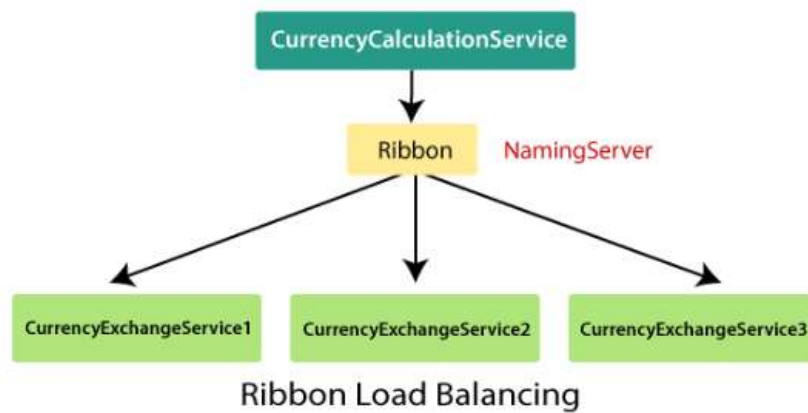 CurrencyCalculationService
Ribbon NamingServer
CurrencyExchangeService1 CurrencyExchangeService2 CurrencyExchangeService3
Ribbon Load Balancing